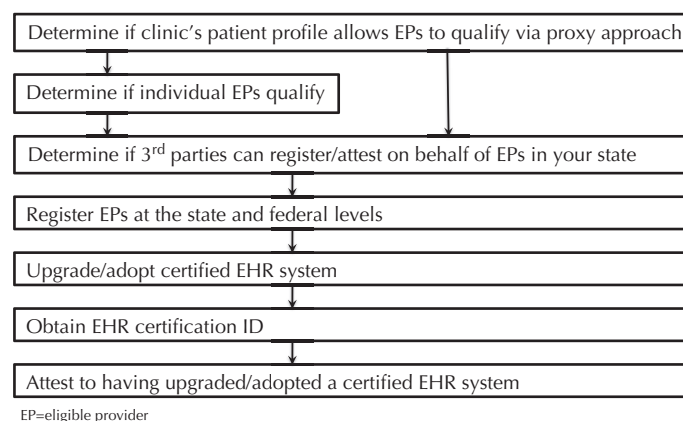 Determine if clinic's patient profile allows EPs to qualify via proxy approach
Determine if individual EPs qualify
Determine if 3rd parties can register/attest on behalf of EPs in your state
Register EPs at the state and federal levels
Upgrade/adopt certified EHR system
Obtain EHR certification ID
Attest to having upgraded/adopted a certified EHR system
EP=eligible provider